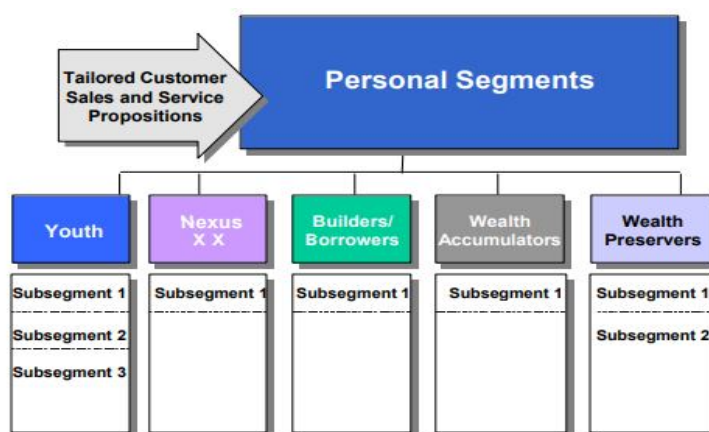 Tailored Customer
Sales and Service
Propositions
Personal Segments
Youth
Nexus
X X
Builders/
Borrowers
Wealth
Accumulators
Wealth
Preservers
Subsegment 1
Subsegment 2
Subsegment 3
Subsegment 1
Subsegment 1
Subsegment 1
Subsegment 1
Subsegment 2